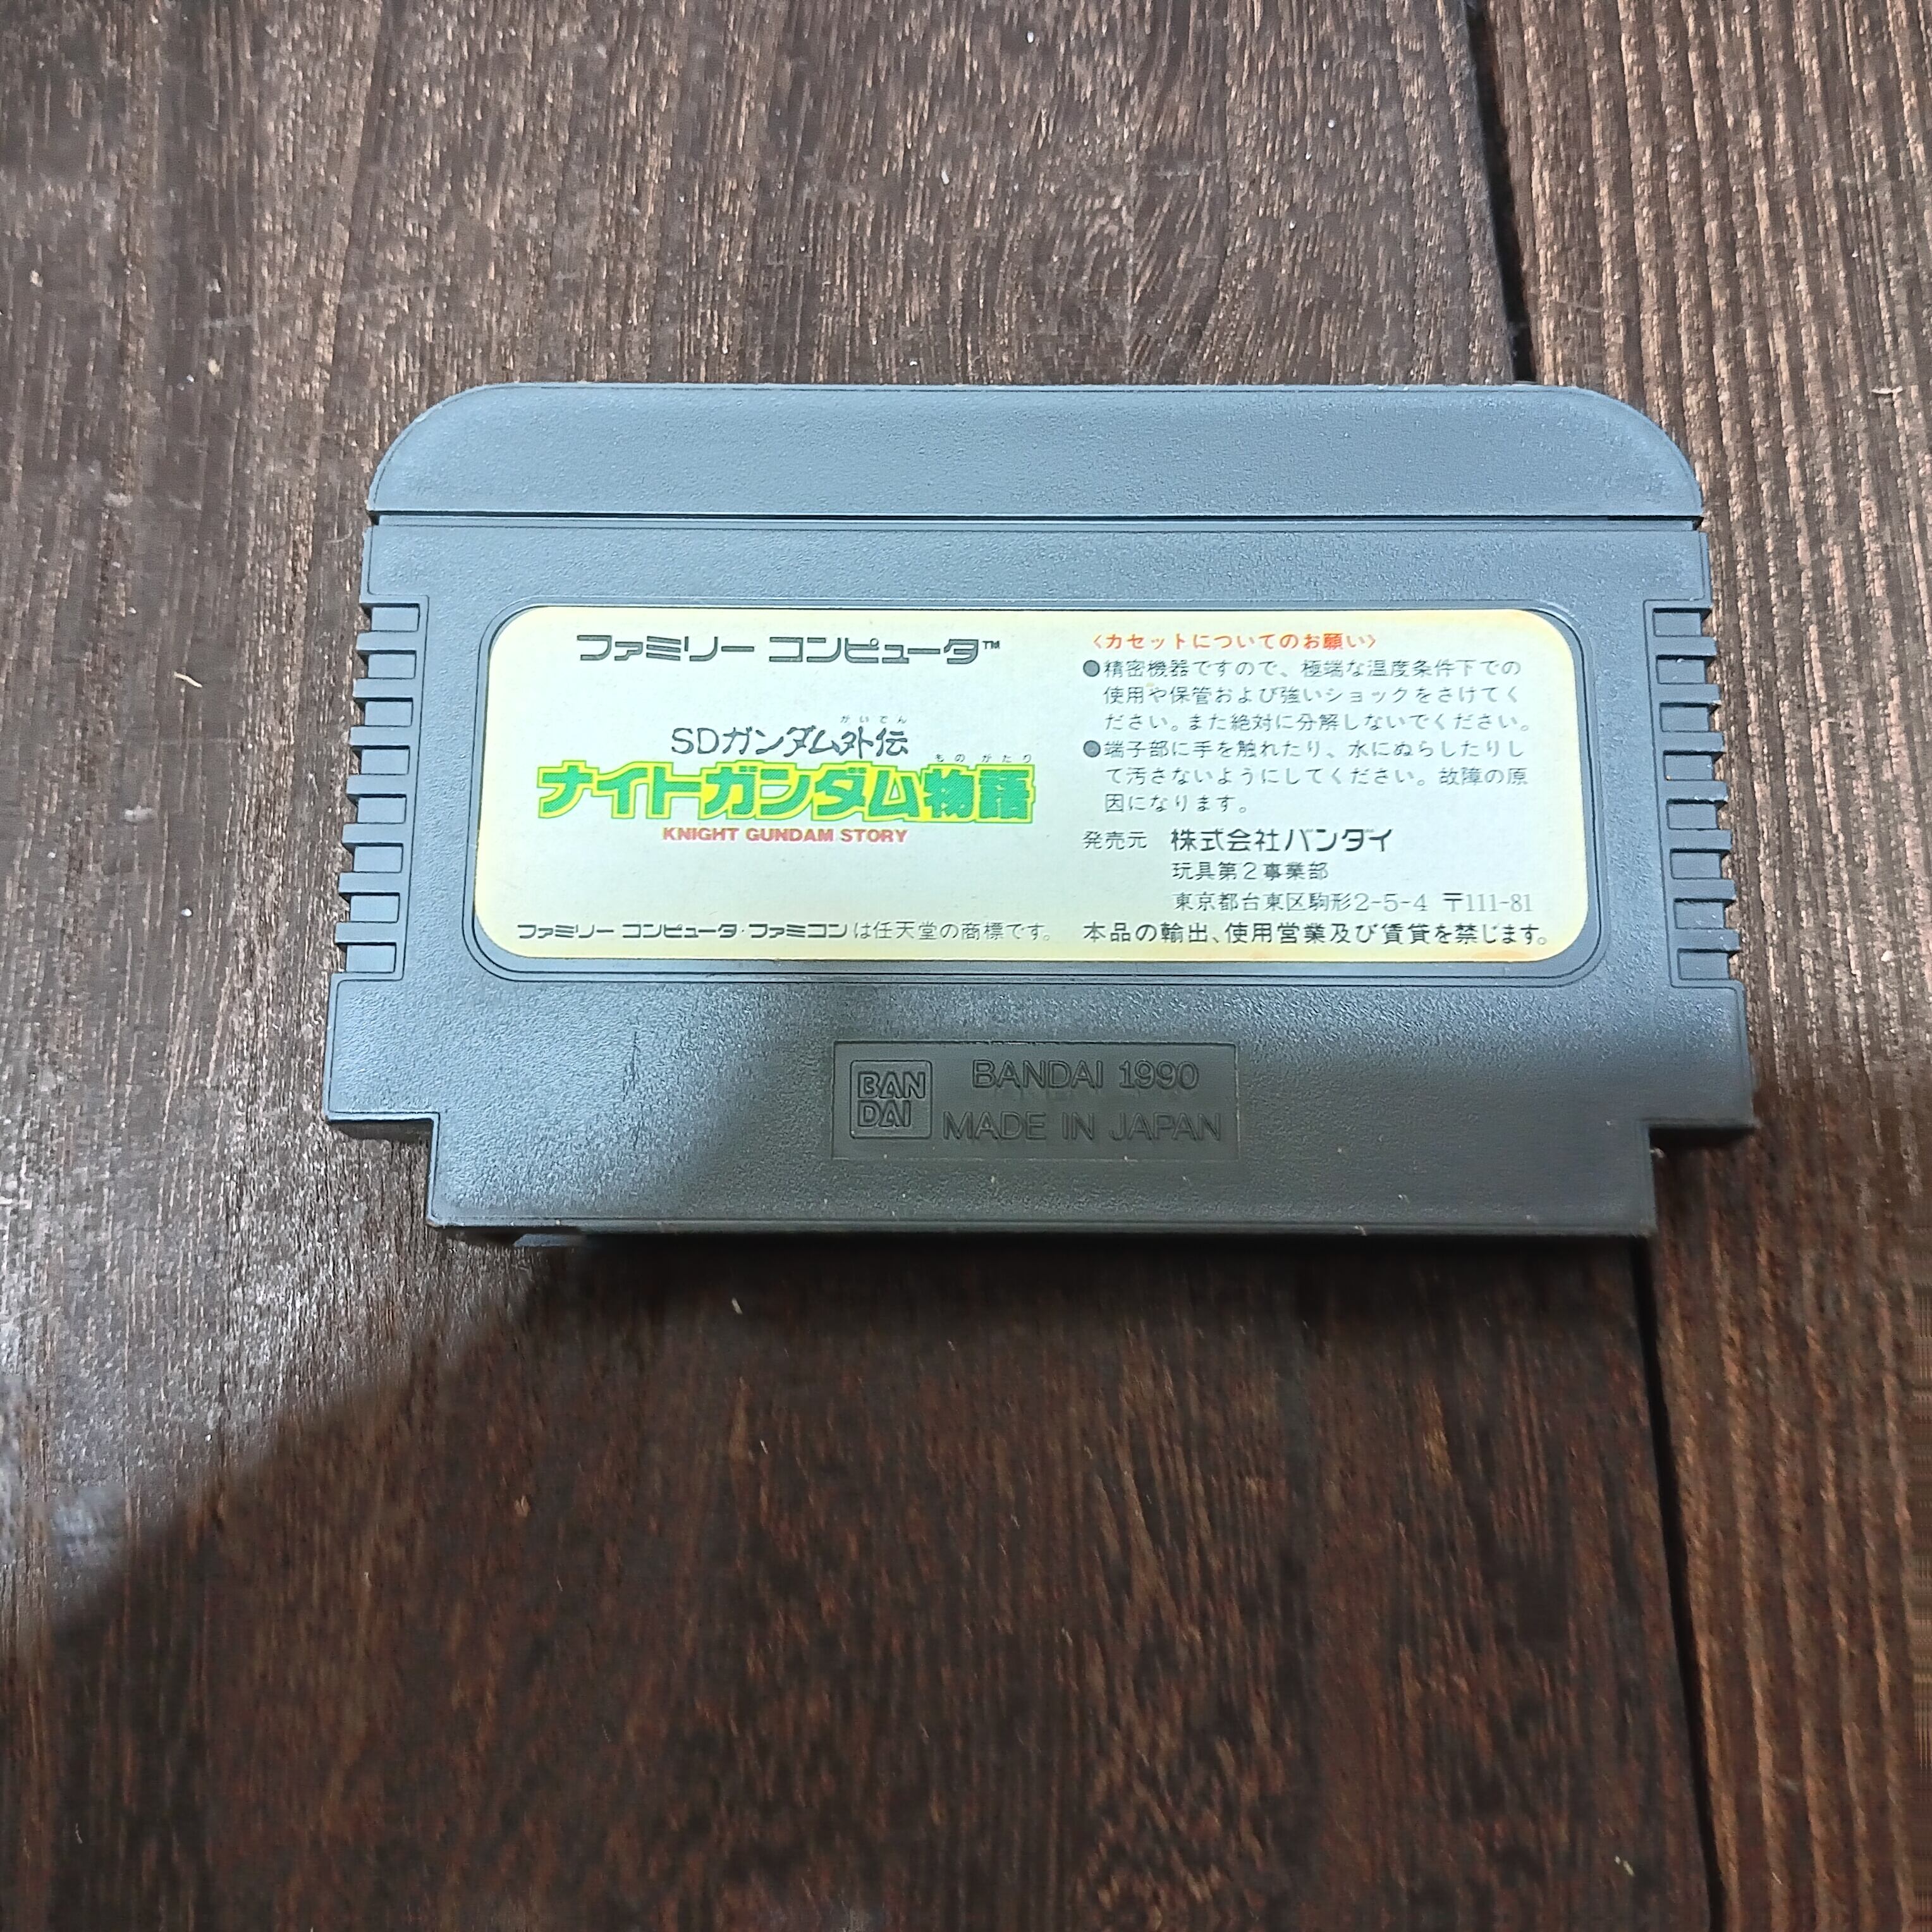 ファミリー コンピュータ™
がいでん
SDガンダム外伝
ものがたり
ナイトガンダム物語
KNIGHT GUNDAM STORY
ファミリー コンピュータ・ファミコンは任天堂の商標です。
〈カセットについてのお願い〉
●精密機器ですので、極端な温度条件下での
使用や保管および強いショックをさけてく
ださい。また絶対に分解しないでください。
●端子部に手を触れたり、水にぬらしたりし
て汚さないようにしてください。故障の原
因になります。
発売元 株式会社バンダイ
玩具第2事業部
東京都台東区駒形2-5-4 〒111-81
本品の輸出、使用営業及び賃貸を禁じます。
BAN
DAI
BANDAI 1990
MADE IN JAPAN